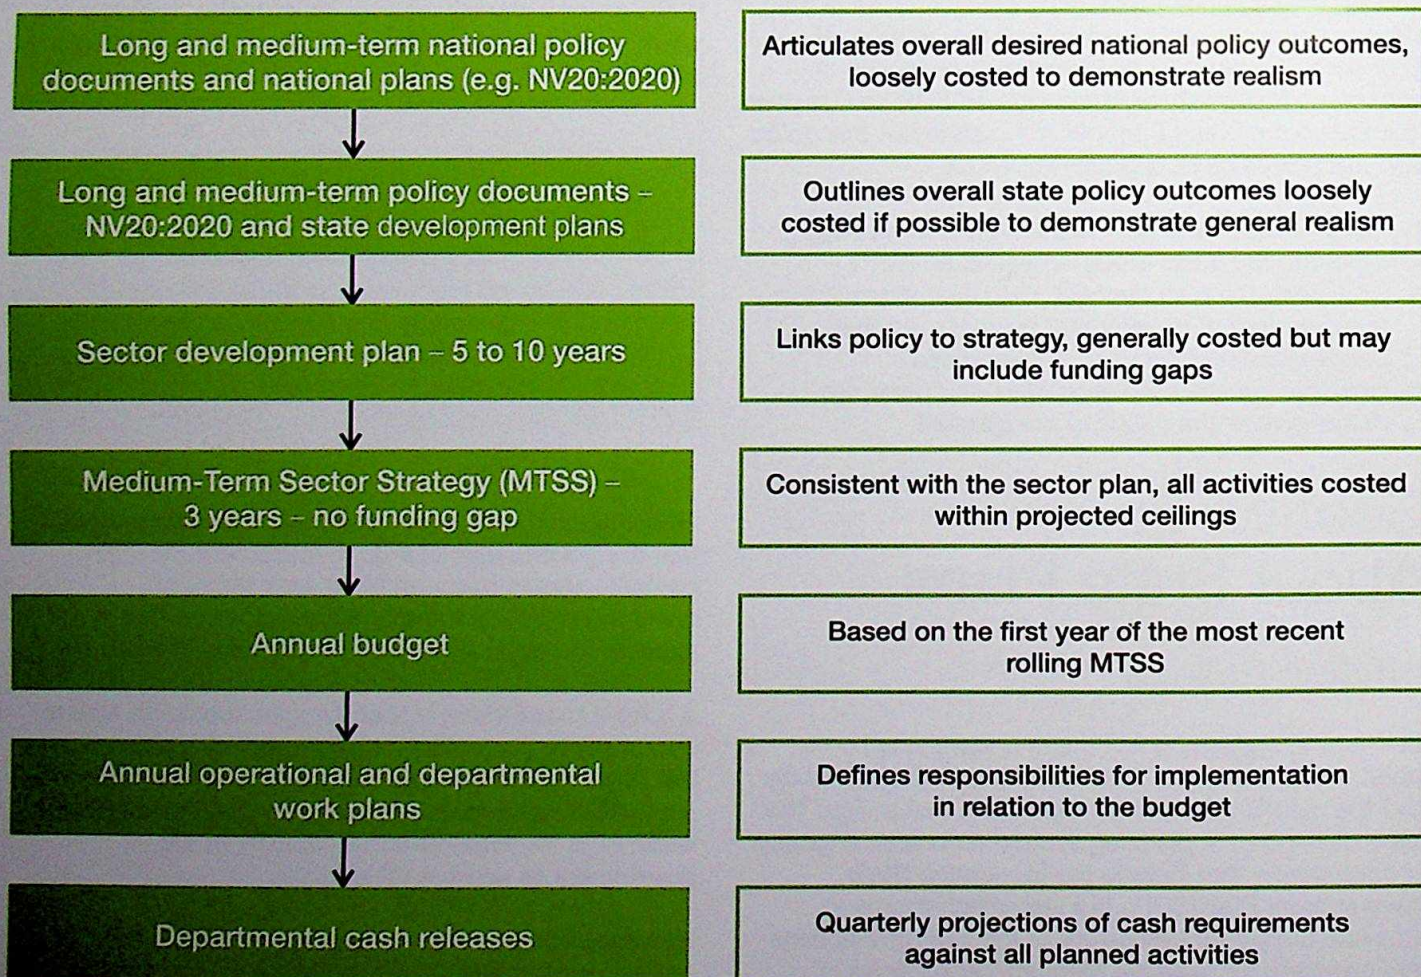 Long and medium-term national policy
documents and national plans (e.g. NV20:2020)
Articulates overall desired national policy outcomes,
loosely costed to demonstrate realism
Long and medium-term policy documents –
NV20:2020 and state development plans
Outlines overall state policy outcomes loosely
costed if possible to demonstrate general realism
Sector development plan – 5 to 10 years
Links policy to strategy, generally costed but may
include funding gaps
Medium-Term Sector Strategy (MTSS) –
3 years – no funding gap
Consistent with the sector plan, all activities costed
within projected ceilings
Annual budget
Based on the first year of the most recent
rolling MTSS
Annual operational and departmental
work plans
Defines responsibilities for implementation
in relation to the budget
Departmental cash releases
Quarterly projections of cash requirements
against all planned activities